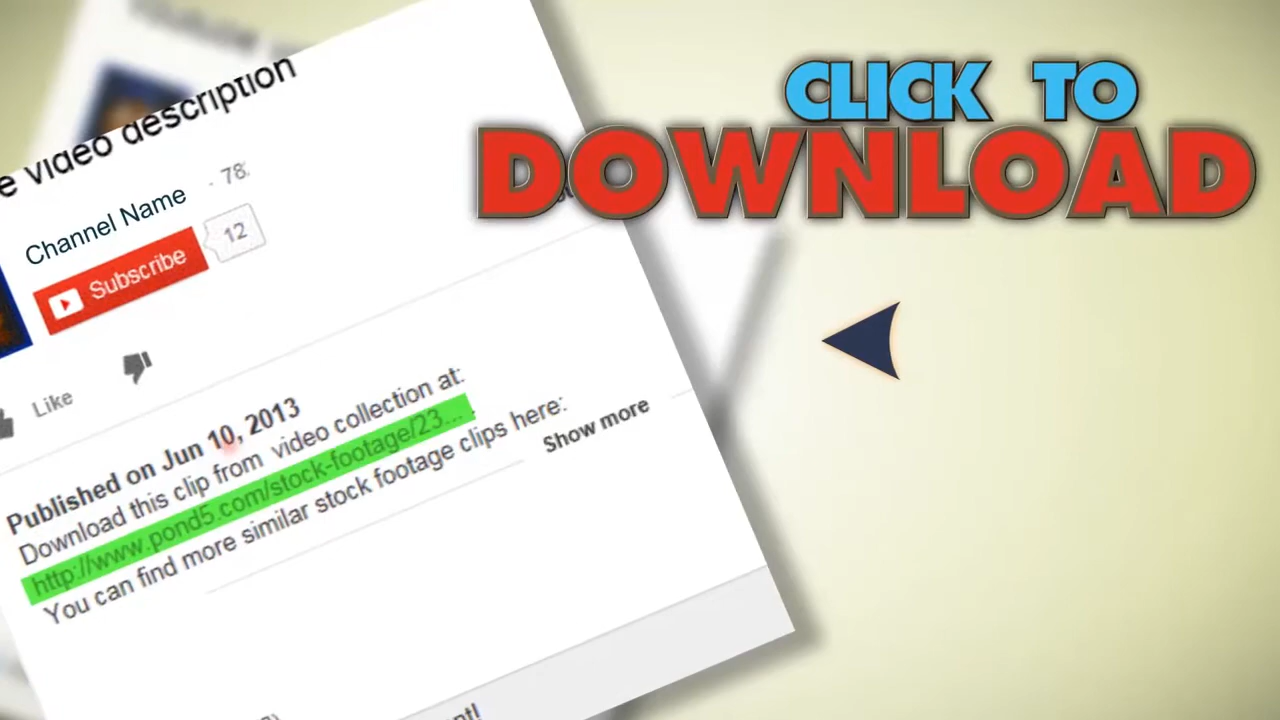 CLICK TO
DOWNLOAD
e video description
Channel Name
78
Subscribe
12
Like
Published on Jun 10, 2013
Download this clip from video collection at:
http://www.pond5.com/stock-footage/23...
You can find more similar stock footage clips here:
Show more